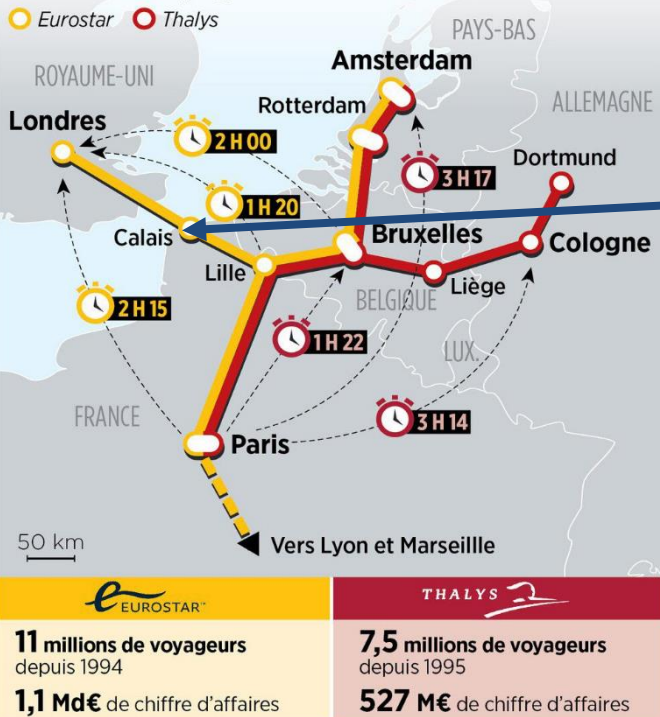 Eurostar Thalys
PAYS-BAS
Amsterdam
ROYAUME-UNI
Rotterdam
ALLEMAGNE
Londres
2 H 00
Dortmund
3 H 17
1 H 20
Calais
Bruxelles
Cologne
Lille
Liège
BELGIQUE
2 H 15
1 H 22
LUX.
FRANCE
3 H 14
Paris
50 km
Vers Lyon et Marseillle
e EUROSTAR™
11 millions de voyageurs
depuis 1994
1,1 Md€ de chiffre d'affaires
THALYS
7,5 millions de voyageurs
depuis 1995
527 M€ de chiffre d'affaires